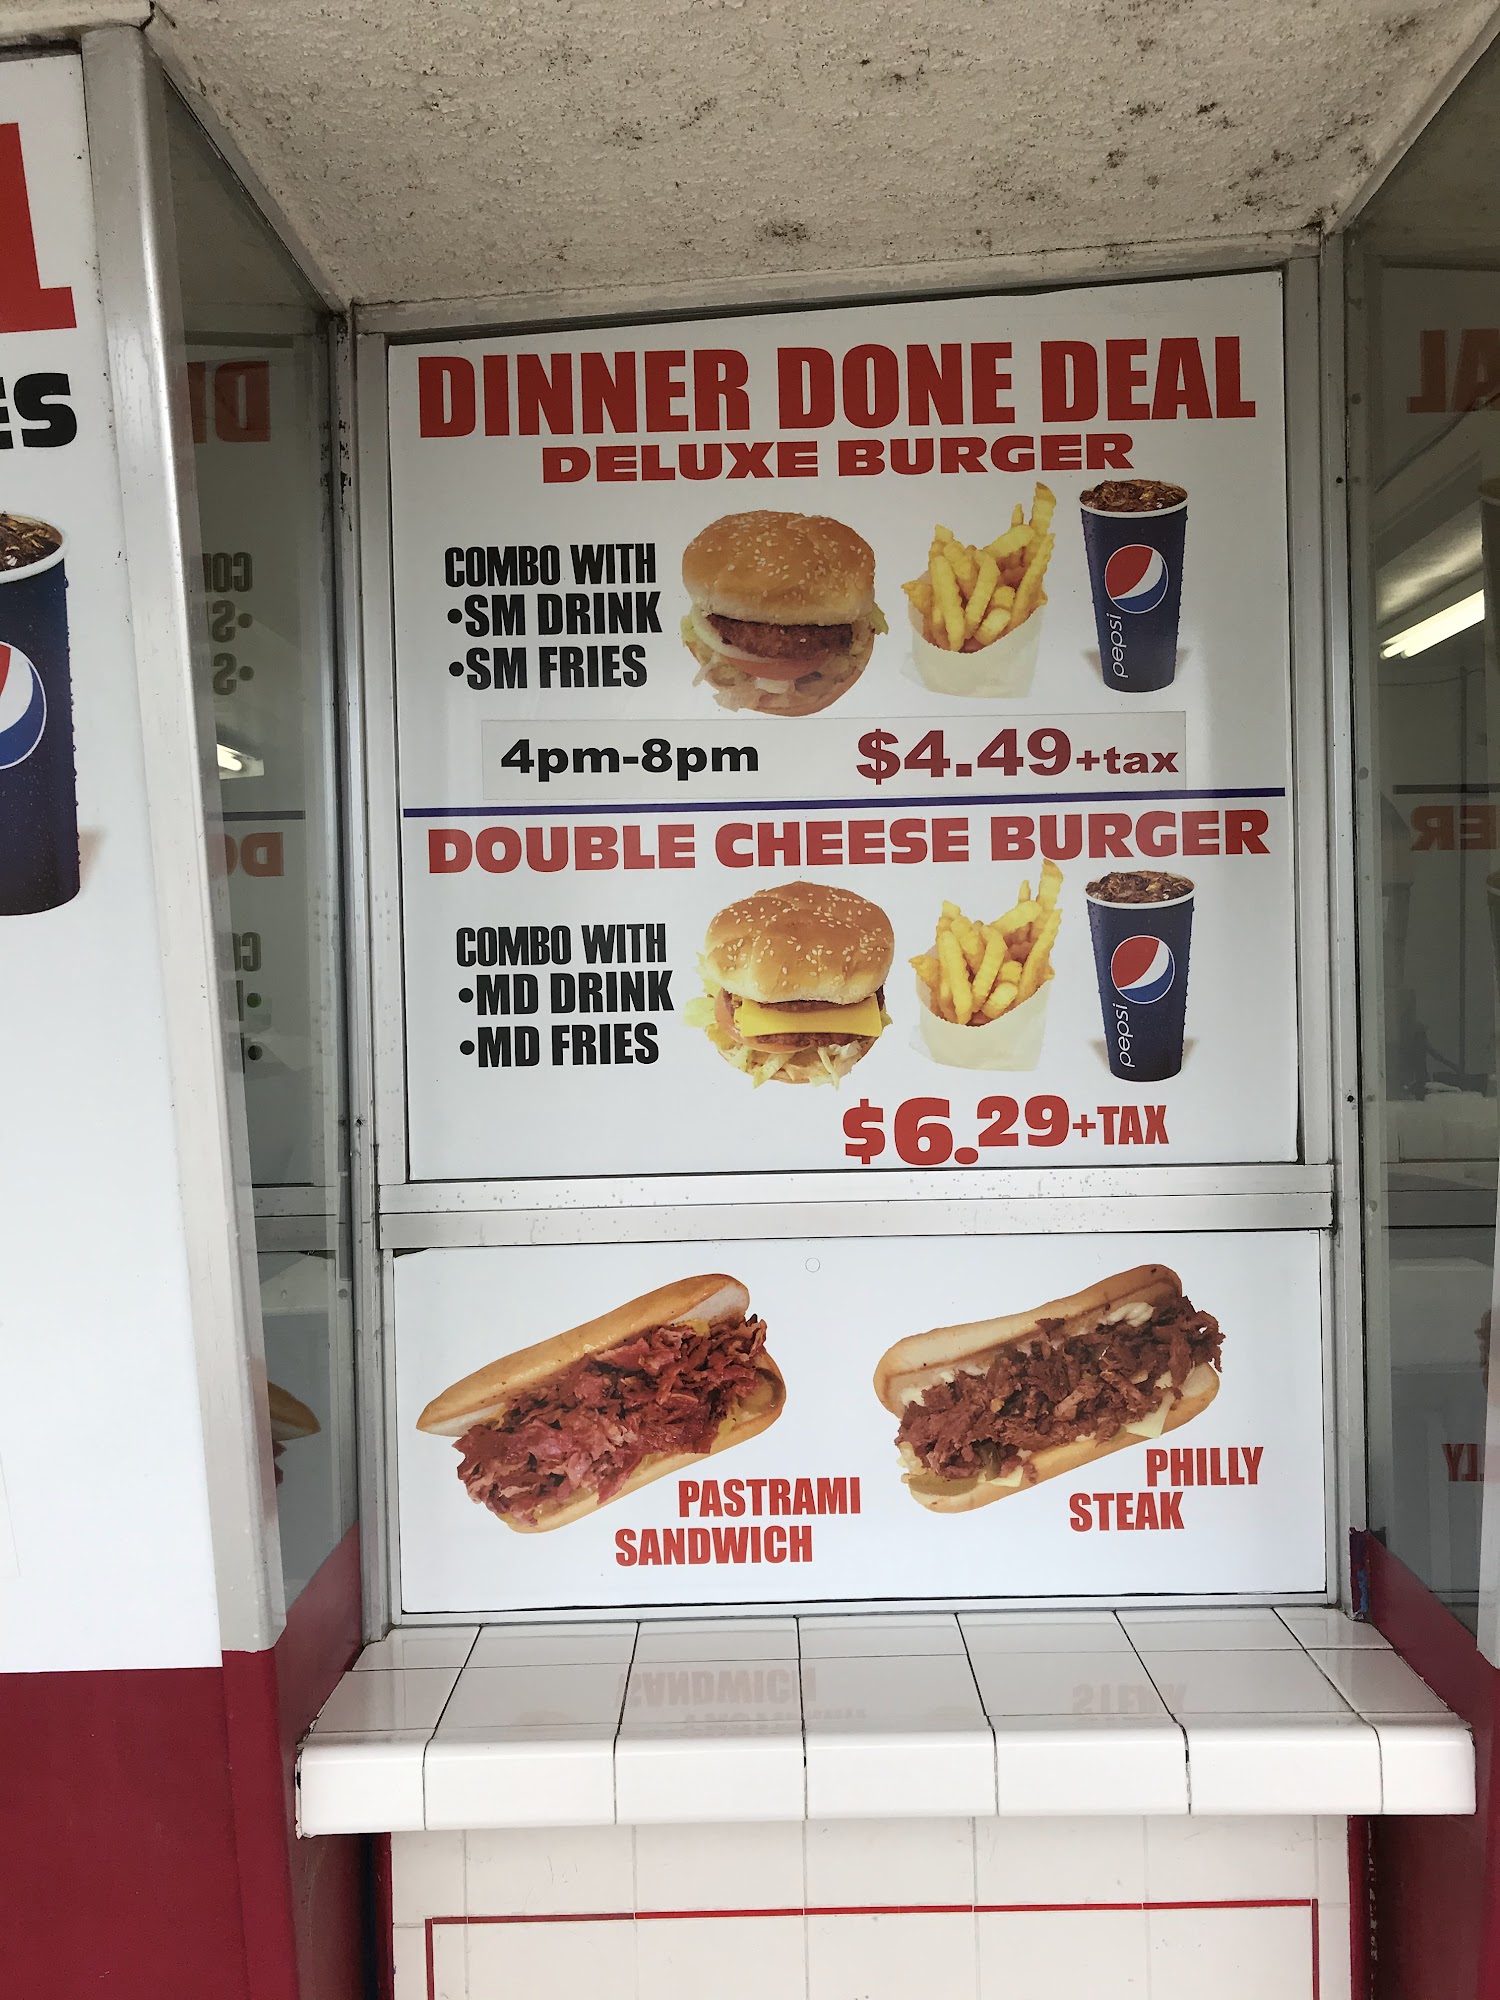 ES
DINNER DONE DEAL
DELUXE BURGER
COMBO WITH
•SM DRINK
•SM FRIES
pepsi
4pm-8pm $4.49+tax
DOUBLE CHEESE BURGER
COMBO WITH
•MD DRINK
•MD FRIES
pepsi
$6.29+TAX
PASTRAMI
SANDWICH
PHILLY
STEAK